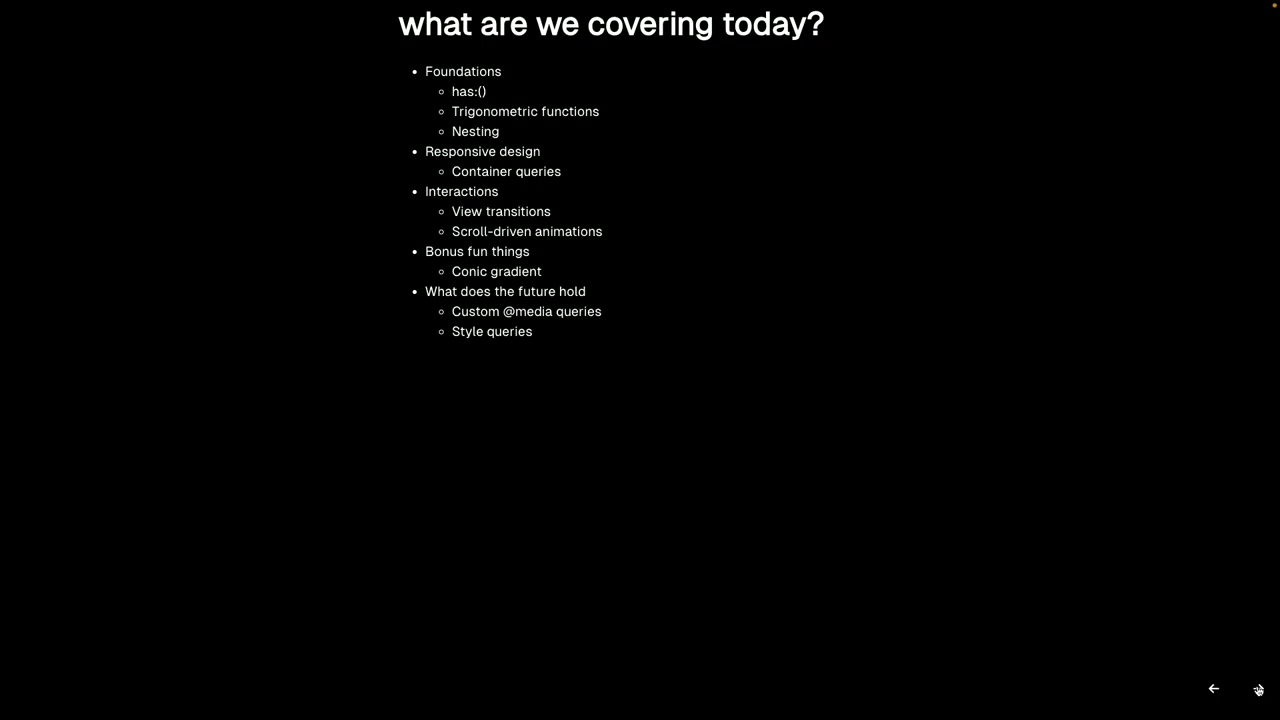 what are we covering today?
Foundations
has:()
Trigonometric functions
Nesting
Responsive design
Container queries
Interactions
View transitions
Scroll-driven animations
Bonus fun things
Conic gradient
What does the future hold
Custom @media queries
Style queries